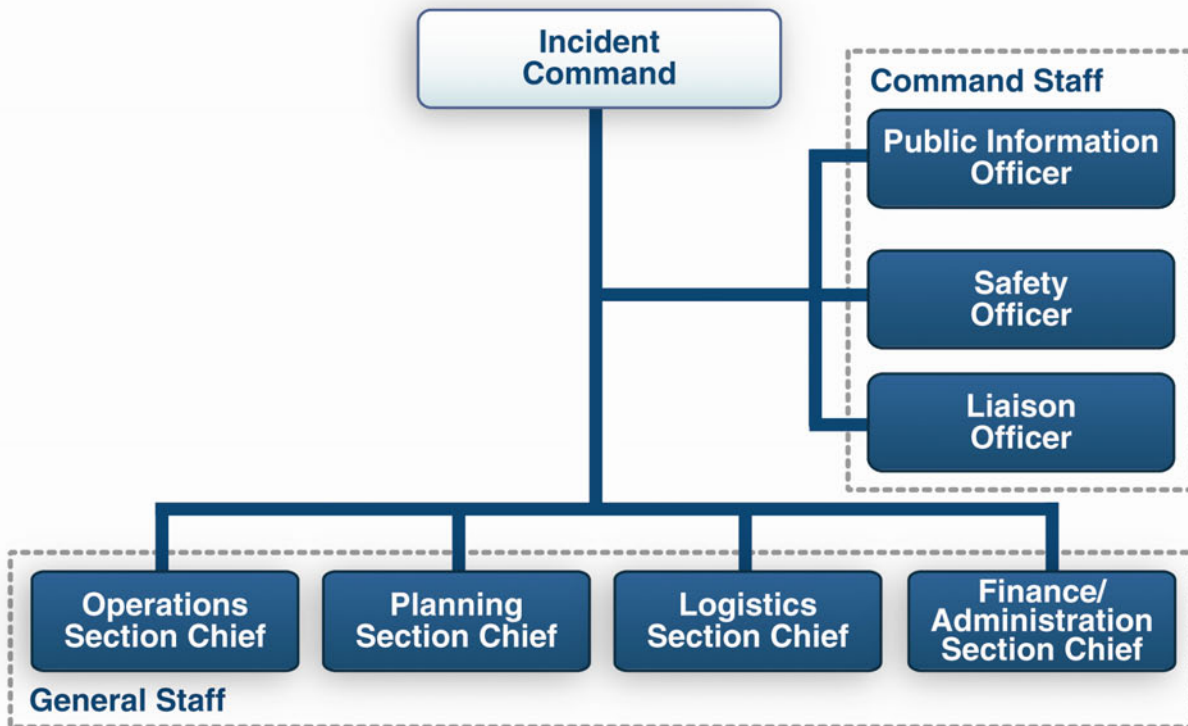 Incident
Command
Command Staff
Public Information
Officer
Safety
Officer
Liaison
Officer
Operations
Section Chief
Planning
Section Chief
Logistics
Section Chief
Finance/
Administration
Section Chief
General Staff